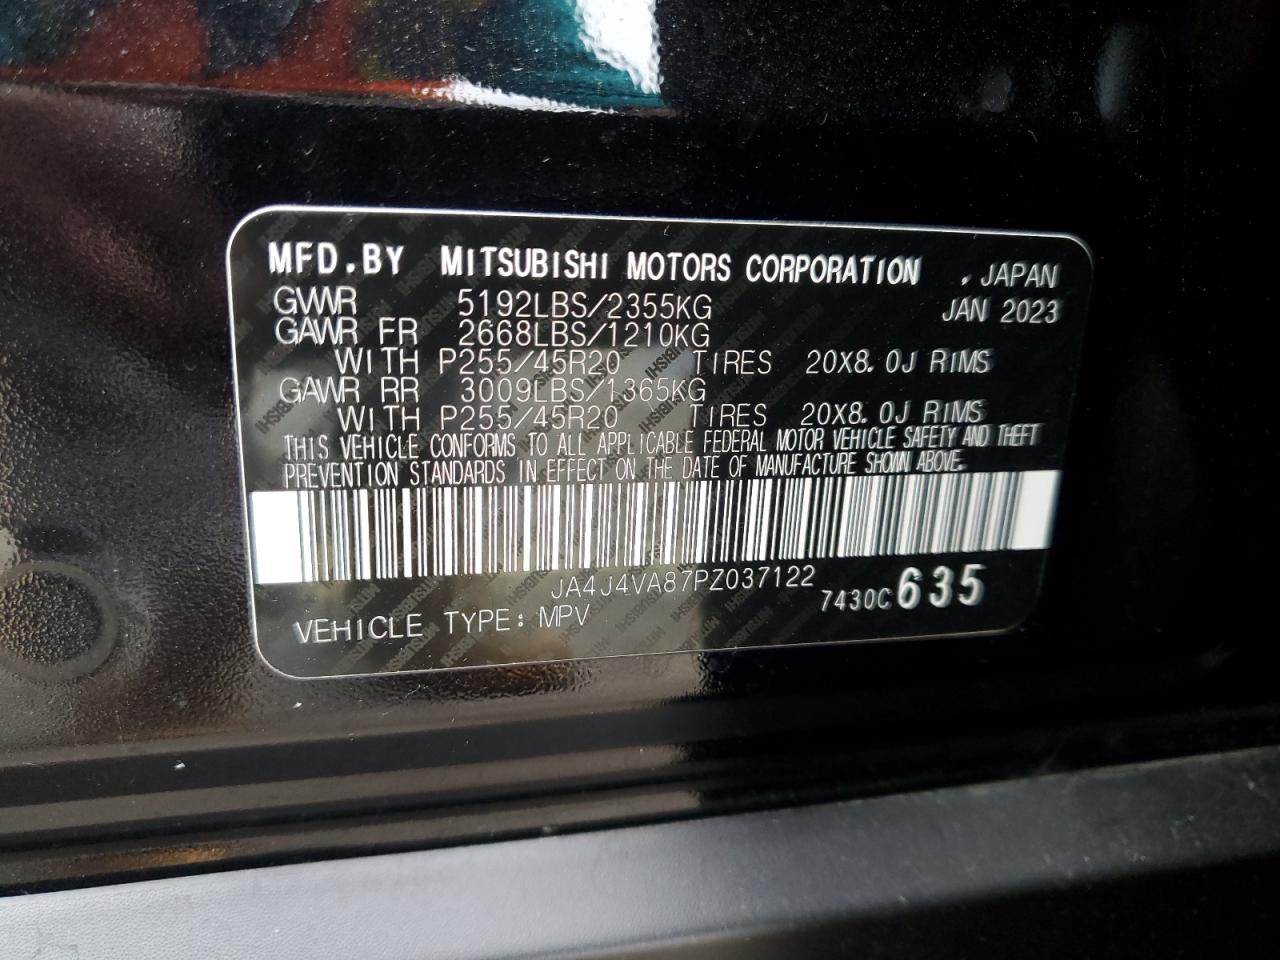 MFD.BY MITSUBISHI MOTORS CORPORATION , JAPAN
GVWR 5192LBS/2355KG JAN 2023
GAWR FR 2668LBS/1210KG
WITH P255/45R20 TIRES 20X8.0J RIMS
GAWR RR 3009LBS/1365KG
WITH P255/45R20 TIRES 20X8.0J RIMS
THIS VEHICLE CONFORMS TO ALL APPLICABLE FEDERAL MOTOR VEHICLE SAFETY AND THEFT
PREVENTION STANDARDS IN EFFECT ON THE DATE OF MANUFACTURE SHOWN ABOVE.
JA4J4VA87PZ037122
7430C 635
VEHICLE TYPE: MPV